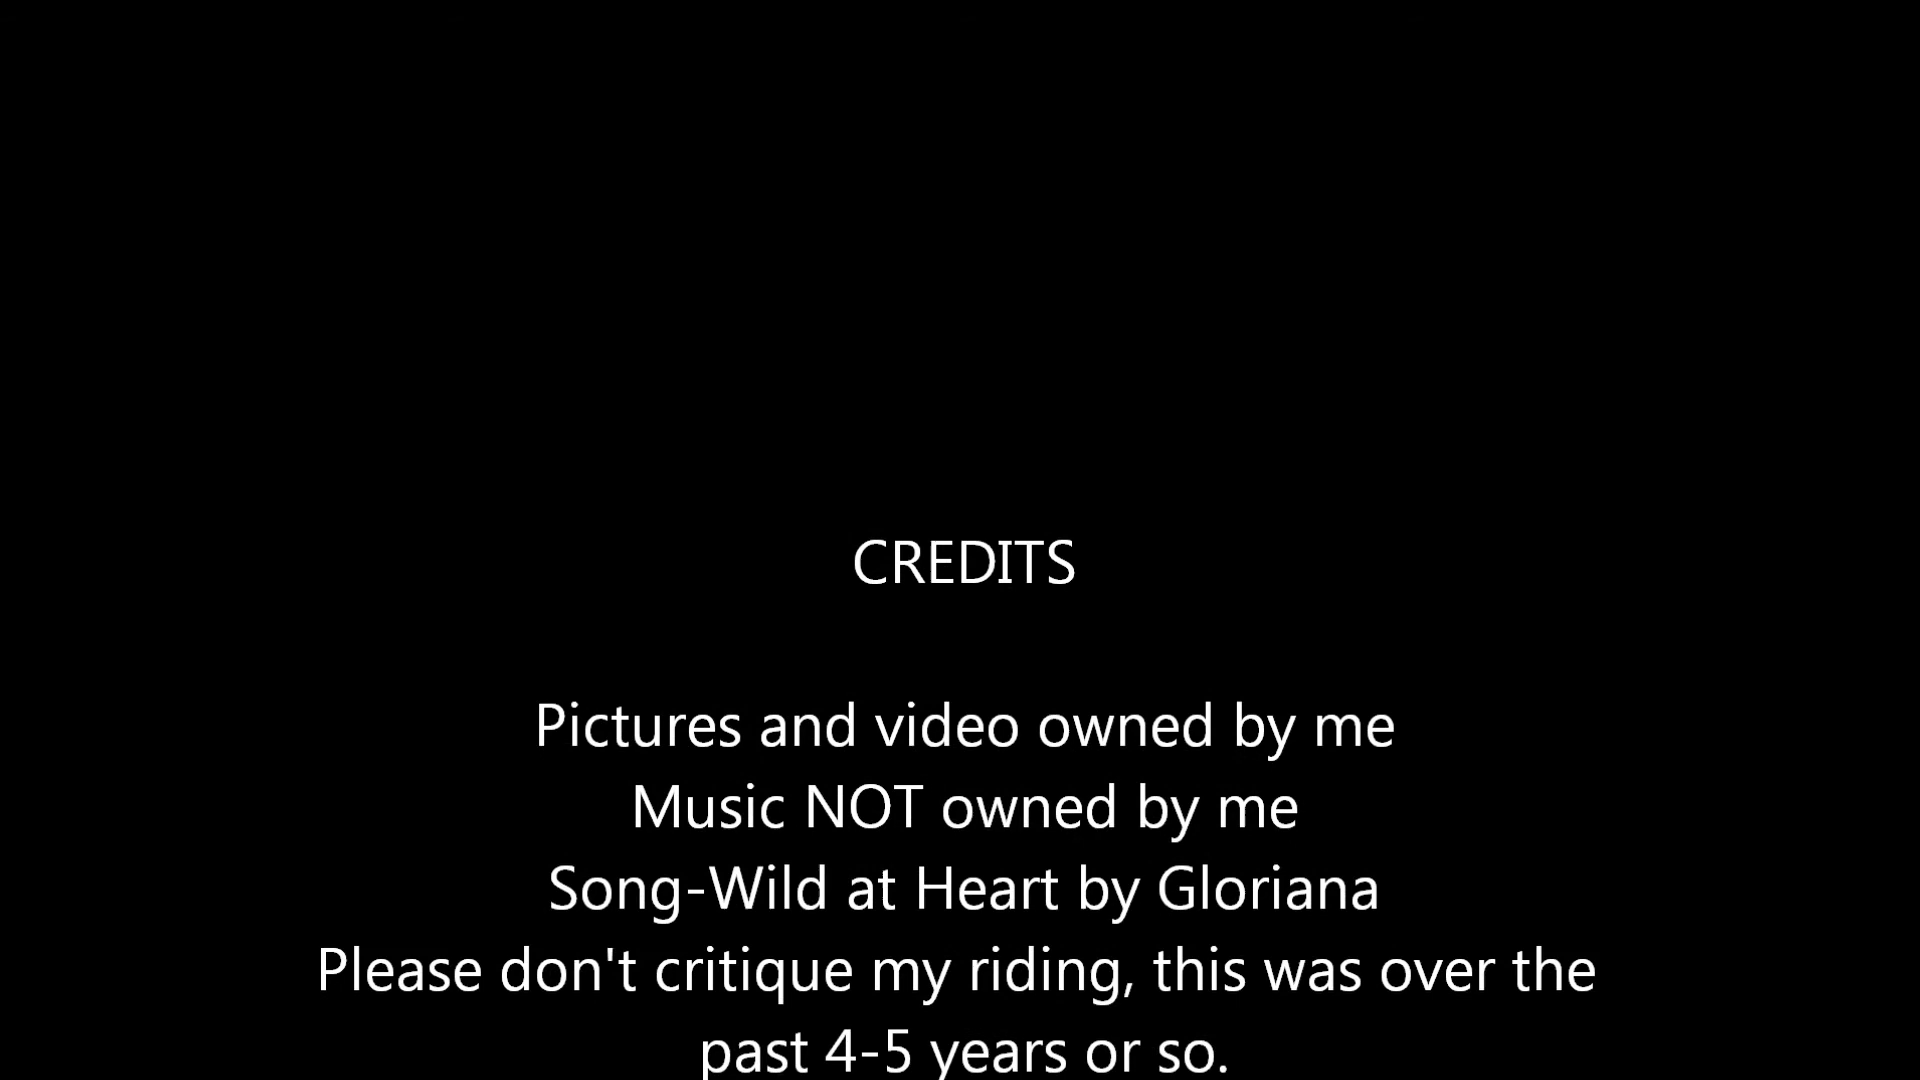 CREDITS
Pictures and video owned by me
Music NOT owned by me
Song-Wild at Heart by Gloriana
Please don't critique my riding, this was over the
past 4-5 years or so.